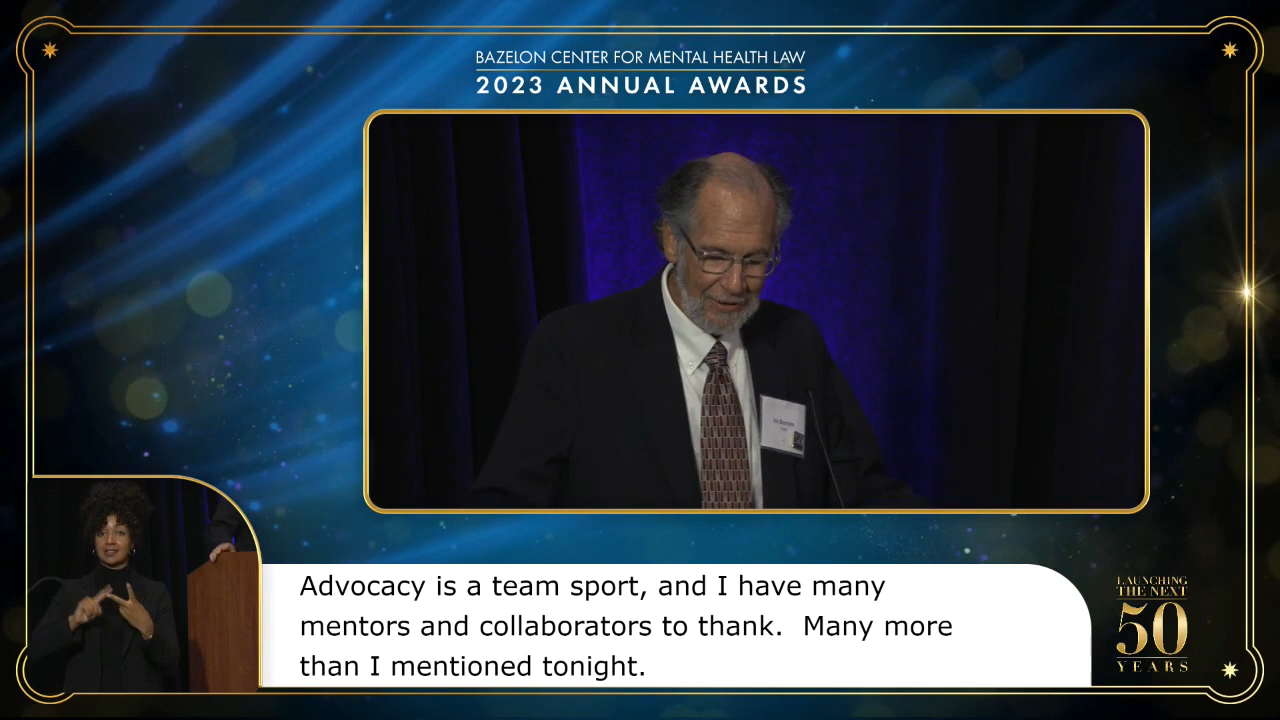 BAZELON CENTER FOR MENTAL HEALTH LAW
2023 ANNUAL AWARDS
Advocacy is a team sport, and I have many
mentors and collaborators to thank.  Many more
than I mentioned tonight.
LAUNCHING
THE NEXT
50
YEARS